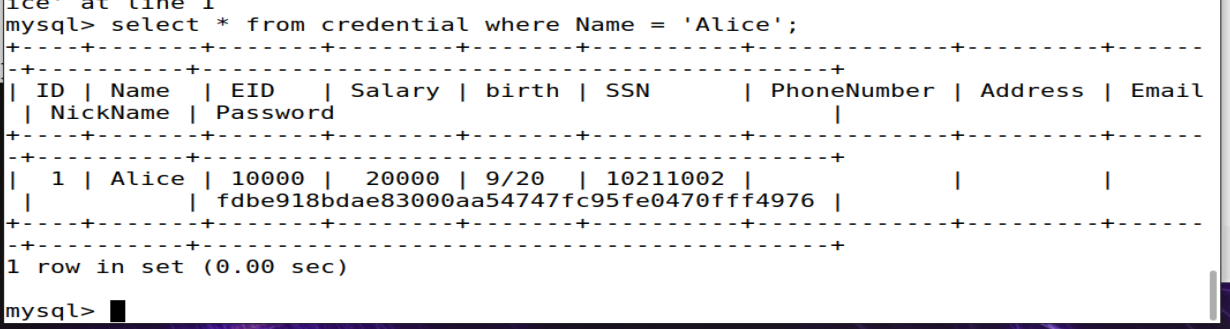 ice' at line 1
mysql> select * from credential where Name = 'Alice';
+----+-------+-------+--------+-------+----------+-------------+---------+------
-+----------+------------------------------------------+
| ID | Name  | EID   | Salary | birth | SSN      | PhoneNumber | Address | Email
 | NickName | Password                                 |
+----+-------+-------+--------+-------+----------+-------------+---------+------
-+----------+------------------------------------------+
|  1 | Alice | 10000 |  20000 | 9/20  | 10211002 |             |         |
 |          | fdbe918bdae83000aa54747fc95fe0470fff4976 |
+----+-------+-------+--------+-------+----------+-------------+---------+------
-+----------+------------------------------------------+
1 row in set (0.00 sec)
mysql>